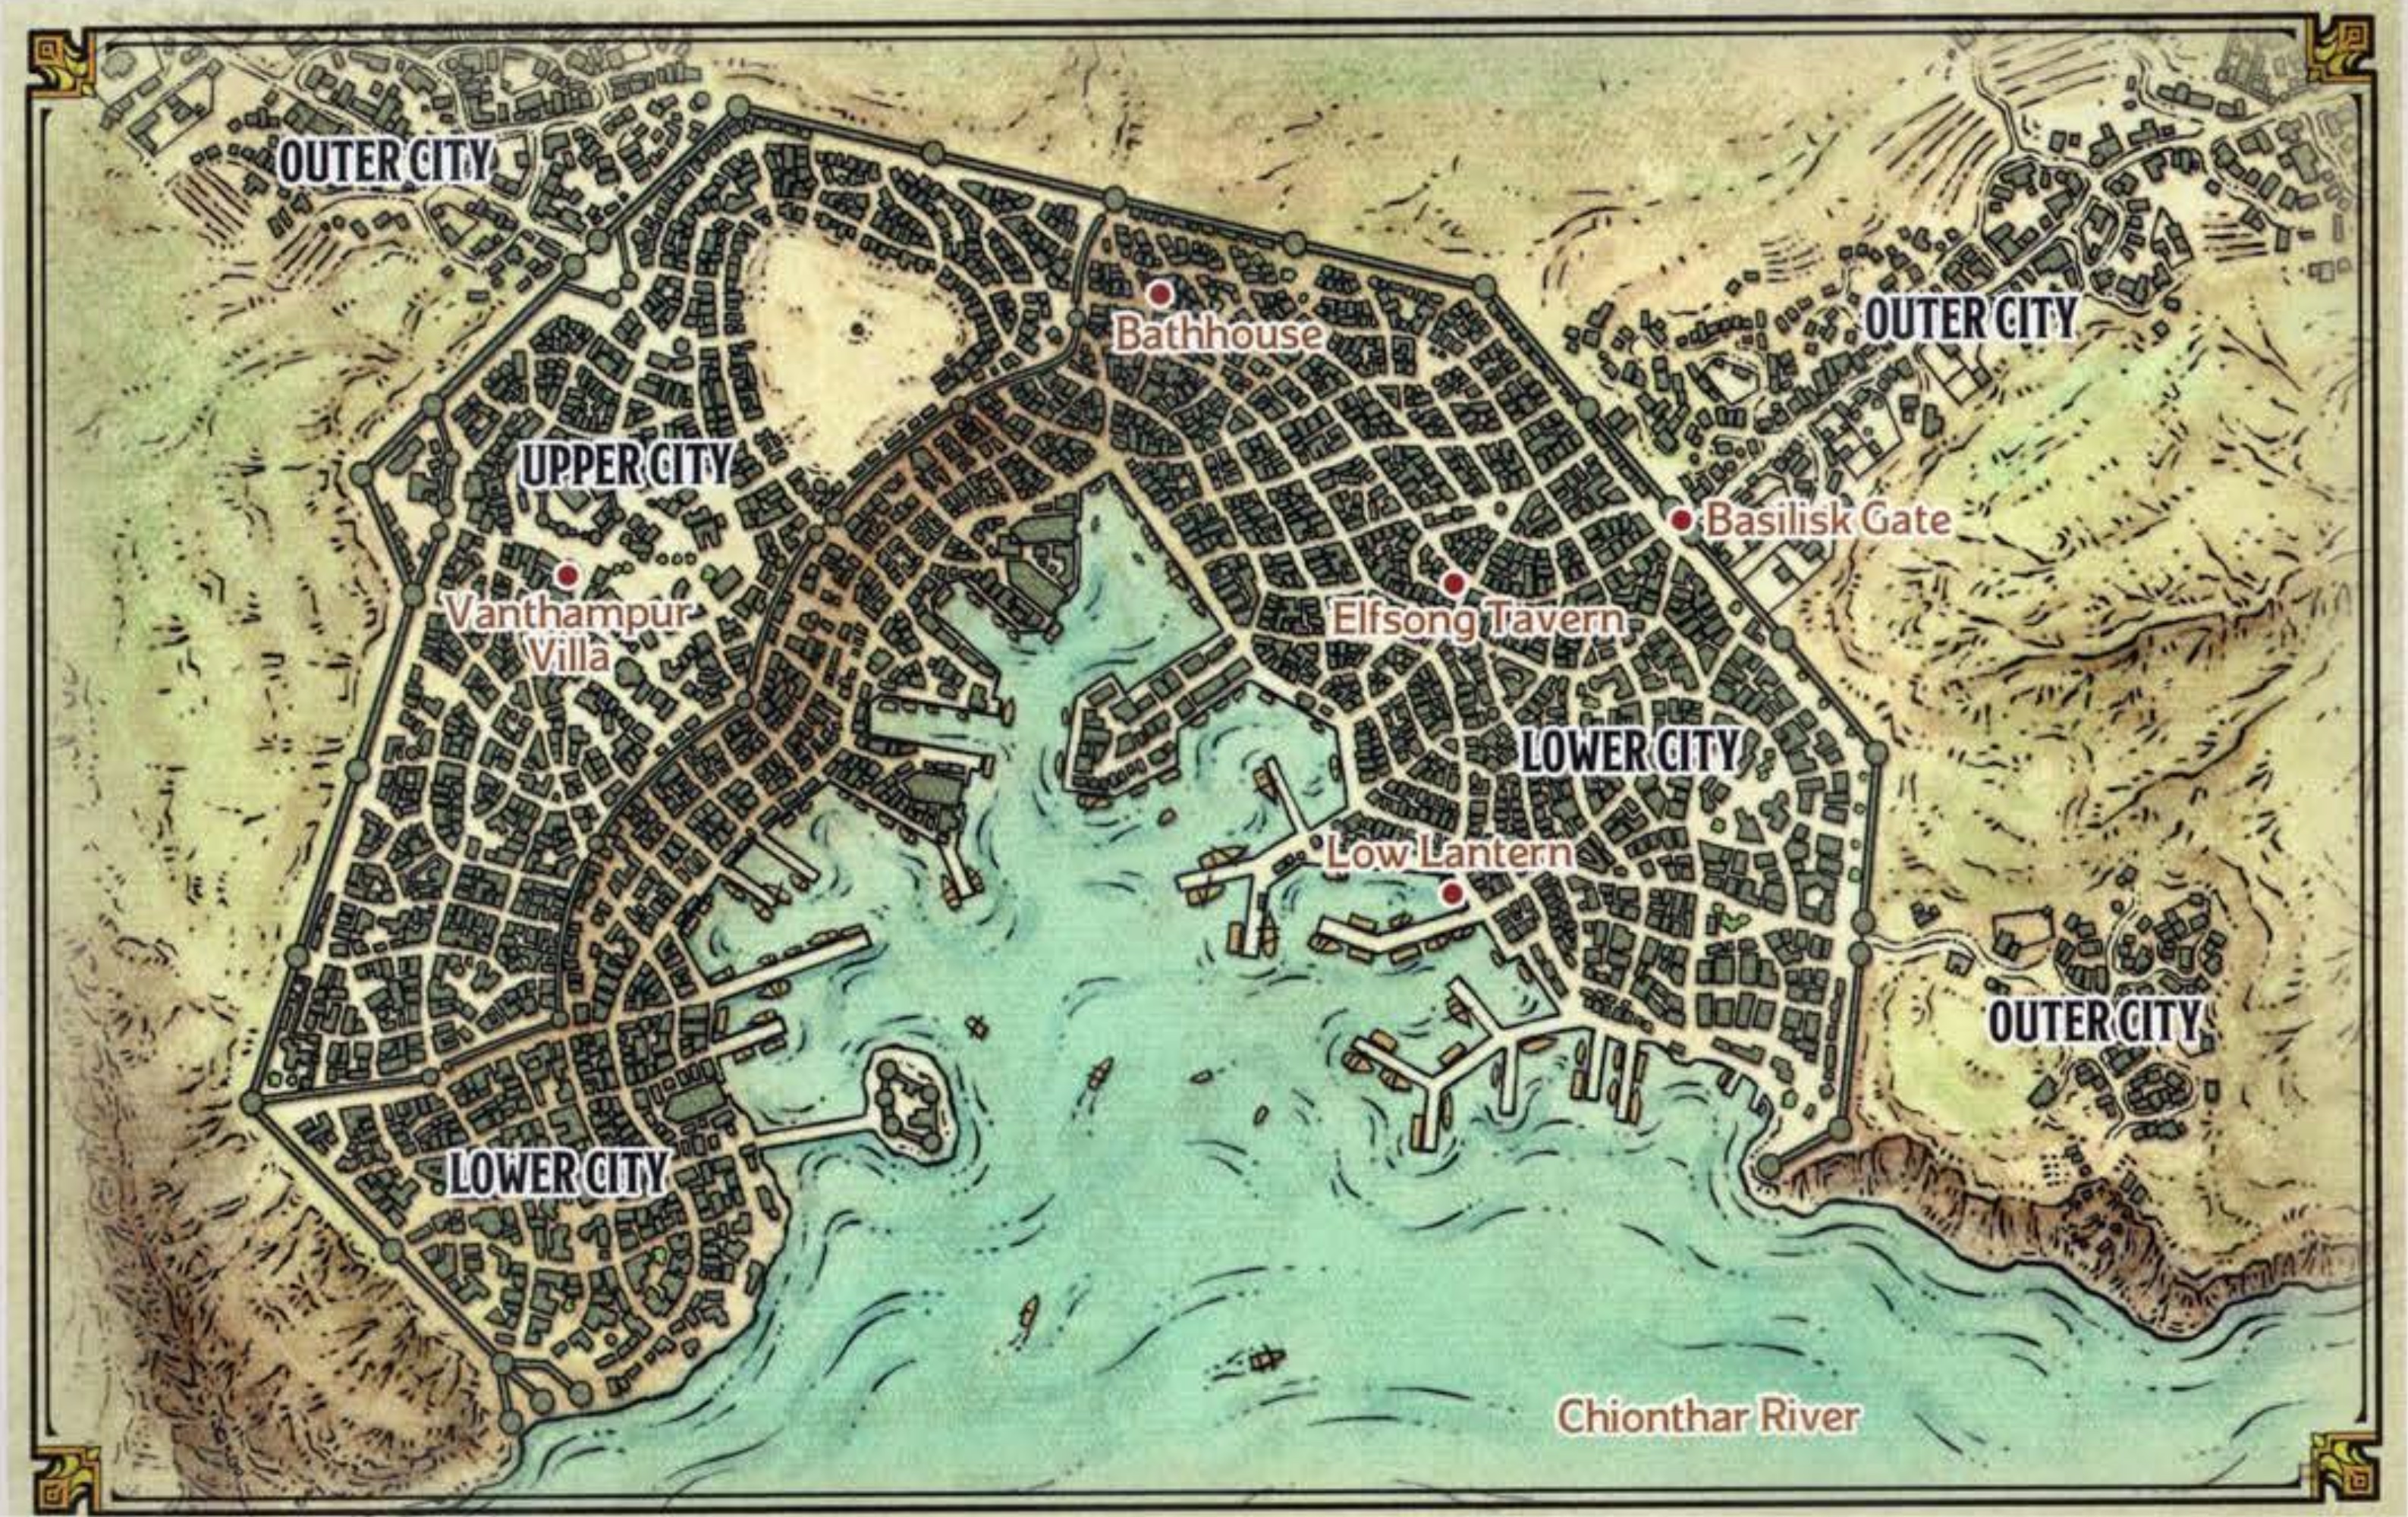 OUTER CITY
Bathhouse
OUTER CITY
UPPER CITY
Basilisk Gate
Vanthampur
Villa
Elfsong Tavern
LOWER CITY
Low Lantern
OUTER CITY
LOWER CITY
Chionthar River